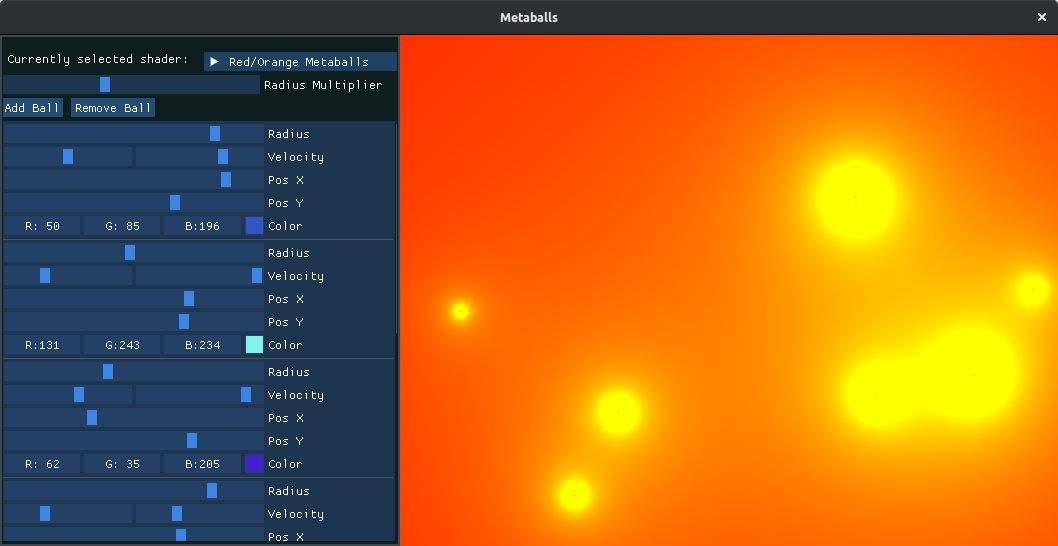 Metaballs
Currently selected shader: Red/Orange Metaballs
Radius Multiplier
Add Ball Remove Ball
Radius
Velocity
Pos X
Pos Y
R: 50 G: 85 B:196 Color
Radius
Velocity
Pos X
Pos Y
R:131 G:243 B:234 Color
Radius
Velocity
Pos X
Pos Y
R: 62 G: 35 B:205 Color
Radius
Velocity
Pos X